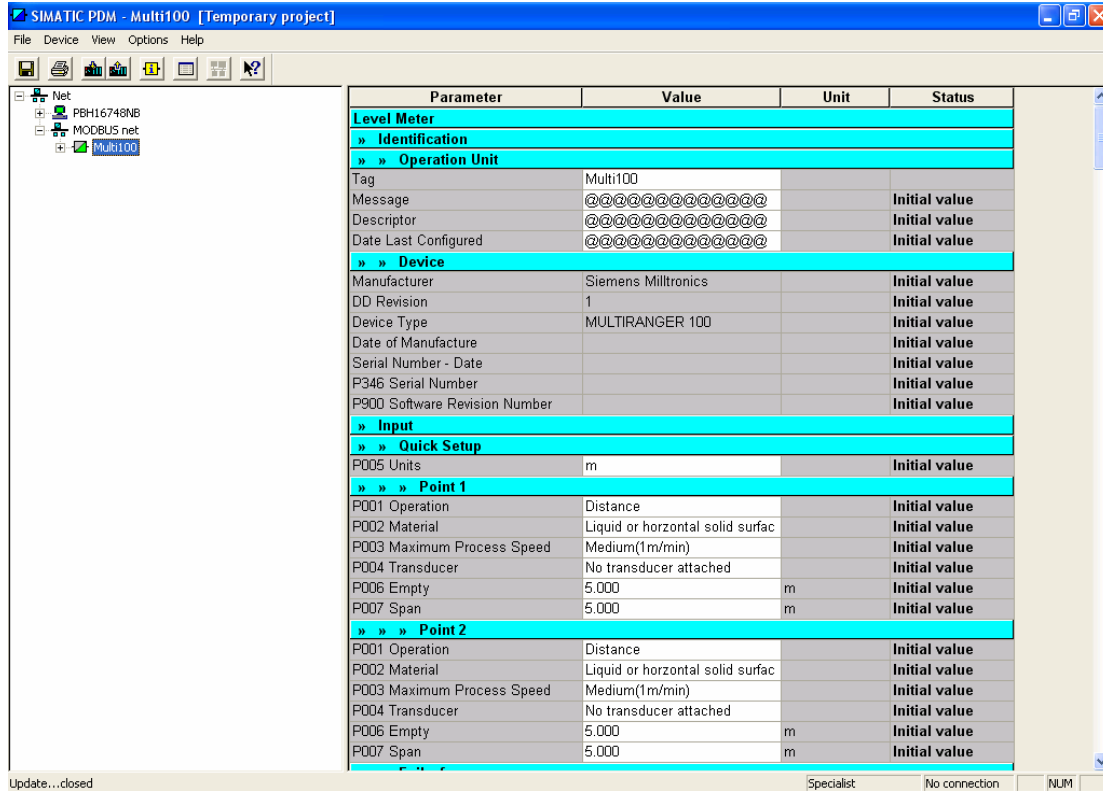 SIMATIC PDM - Multi100 [Temporary project]
File Device View Options Help
Net
PBH16748NB
MODBUS net
Multi100
Parameter Value Unit Status
Level Meter
» Identification
» » Operation Unit
Tag Multi100
Message @@@@@@@@@@@@@ Initial value
Descriptor @@@@@@@@@@@@@ Initial value
Date Last Configured @@@@@@@@@@@@@ Initial value
» » Device
Manufacturer Siemens Milltronics Initial value
DD Revision 1 Initial value
Device Type MULTIRANGER 100 Initial value
Date of Manufacture Initial value
Serial Number - Date Initial value
P346 Serial Number Initial value
P900 Software Revision Number Initial value
» Input
» » Quick Setup
P005 Units m Initial value
» » » Point 1
P001 Operation Distance Initial value
P002 Material Liquid or horzontal solid surfac Initial value
P003 Maximum Process Speed Medium(1m/min) Initial value
P004 Transducer No transducer attached Initial value
P006 Empty 5.000 m Initial value
P007 Span 5.000 m Initial value
» » » Point 2
P001 Operation Distance Initial value
P002 Material Liquid or horzontal solid surfac Initial value
P003 Maximum Process Speed Medium(1m/min) Initial value
P004 Transducer No transducer attached Initial value
P006 Empty 5.000 m Initial value
P007 Span 5.000 m Initial value
Update...closed Specialist No connection NUM